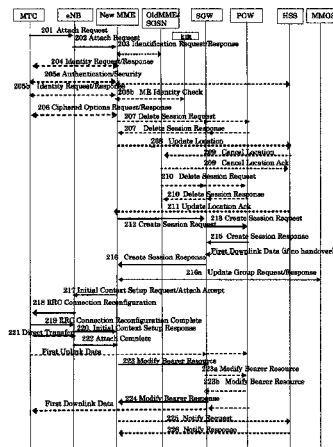 MTC eNB New MME OldMME/SGSN SGW PGW HSS MMGS
EIR
201 Attach Request
202 Attach Request
203 Identification Request/Response
204 Identity Request/Response
205a Authentication/Security
205b Identity Request/Response
205b ME Identity Check
206 Ciphered Options Request/Response
207 Delete Session Request
207 Delete Session Response
208 Update Location
209 Cancel Location
209 Cancel Location Ack
210 Delete Session Request
210 Delete Session Response
211 Update Location Ack
212 Create Session Request
213 Create Session Request
215 Create Session Response
First Downlink Data (if no handover)
216 Create Session Response
216a Update Group Request/Response
217 Initial Context Setup Request/Attach Accept
218 RRC Connection Reconfiguration
219 RRC Connection Reconfiguration Complete
220. Initial Context Setup Response
221 Direct Transfer
222 Attach Complete
First Uplink Data
223 Modify Bearer Resource
223a Modify Bearer Resource
223b Modify Bearer Resource
224 Modify Bearer Response
First Downlink Data
225 Notify Request
226 Notify Response